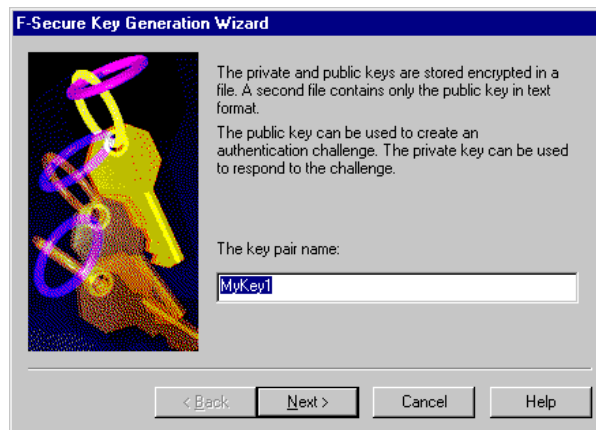 F-Secure Key Generation Wizard
The private and public keys are stored encrypted in a
file. A second file contains only the public key in text
format.
The public key can be used to create an
authentication challenge. The private key can be used
to respond to the challenge.
The key pair name:
MyKey1
< Back
Next >
Cancel
Help